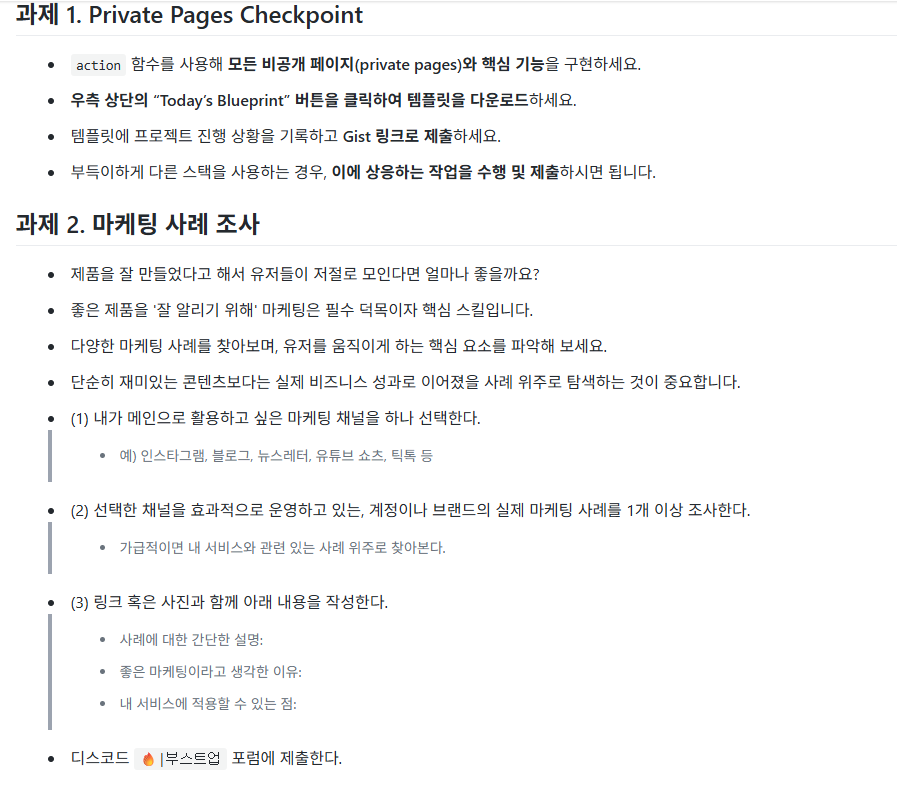 과제 1. Private Pages Checkpoint
action 함수를 사용해 모든 비공개 페이지(private pages)와 핵심 기능을 구현하세요.
우측 상단의 “Today’s Blueprint” 버튼을 클릭하여 템플릿을 다운로드하세요.
템플릿에 프로젝트 진행 상황을 기록하고 Gist 링크로 제출하세요.
부득이하게 다른 스택을 사용하는 경우, 이에 상응하는 작업을 수행 및 제출하시면 됩니다.
과제 2. 마케팅 사례 조사
제품을 잘 만들었다고 해서 유저들이 저절로 모인다면 얼마나 좋을까요?
좋은 제품을 '잘 알리기 위해' 마케팅은 필수 덕목이자 핵심 스킬입니다.
다양한 마케팅 사례를 찾아보며, 유저를 움직이게 하는 핵심 요소를 파악해 보세요.
단순히 재미있는 콘텐츠보다는 실제 비즈니스 성과로 이어졌을 사례 위주로 탐색하는 것이 중요합니다.
(1) 내가 메인으로 활용하고 싶은 마케팅 채널을 하나 선택한다.
예) 인스타그램, 블로그, 뉴스레터, 유튜브 쇼츠, 틱톡 등
(2) 선택한 채널을 효과적으로 운영하고 있는, 계정이나 브랜드의 실제 마케팅 사례를 1개 이상 조사한다.
가급적이면 내 서비스와 관련 있는 사례 위주로 찾아본다.
(3) 링크 혹은 사진과 함께 아래 내용을 작성한다.
사례에 대한 간단한 설명:
좋은 마케팅이라고 생각한 이유:
내 서비스에 적용할 수 있는 점:
디스코드 🔥|부스트업 포럼에 제출한다.